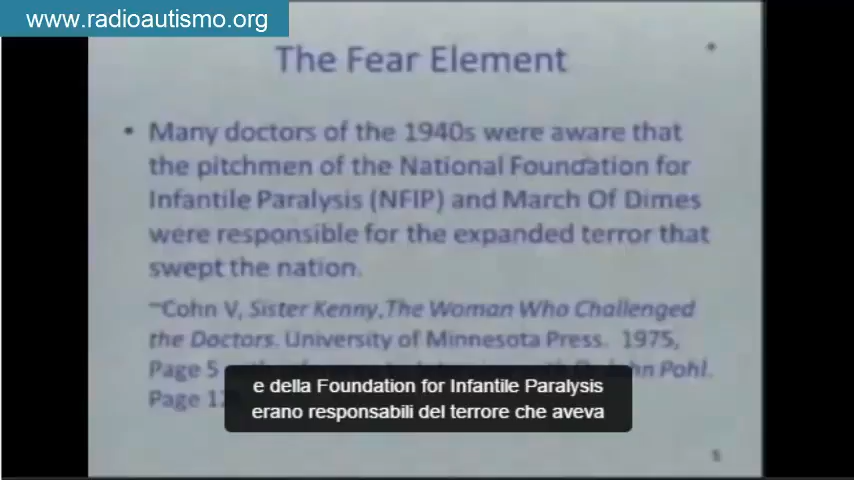 www.radioautismo.org
The Fear Element
• Many doctors of the 1940s were aware that
the pitchmen of the National Foundation for
Infantile Paralysis (NFIP) and March Of Dimes
were responsible for the expanded terror that
swept the nation.
~Cohn V, Sister Kenny,The Woman Who Challenged
the Doctors. University of Minnesota Press. 1975,
Page 5 John Pohl.
Page
e della Foundation for Infantile Paralysis
erano responsabili del terrore che aveva
5